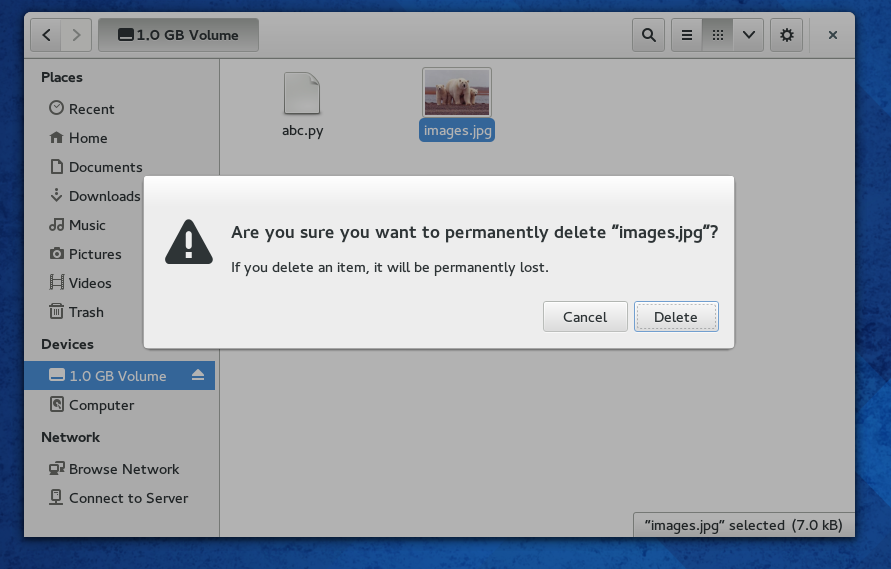 1.0 GB Volume
Places
Recent
Home
Documents
Downloads
Music
Pictures
Videos
Trash
Devices
1.0 GB Volume
Computer
Network
Browse Network
Connect to Server
abc.py
images.jpg
Are you sure you want to permanently delete “images.jpg”?
If you delete an item, it will be permanently lost.
Cancel
Delete
“images.jpg” selected (7.0 kB)